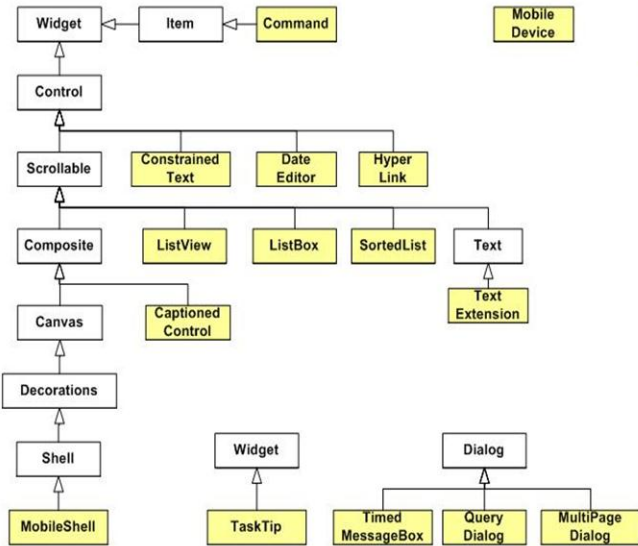 Widget
Item
Command
Mobile
Device
Control
Scrollable
Constrained
Text
Date
Editor
Hyper
Link
Composite
ListView
ListBox
SortedList
Text
Canvas
Captioned
Control
Text
Extension
Decorations
Shell
Widget
Dialog
MobileShell
TaskTip
Timed
MessageBox
Query
Dialog
MultiPage
Dialog